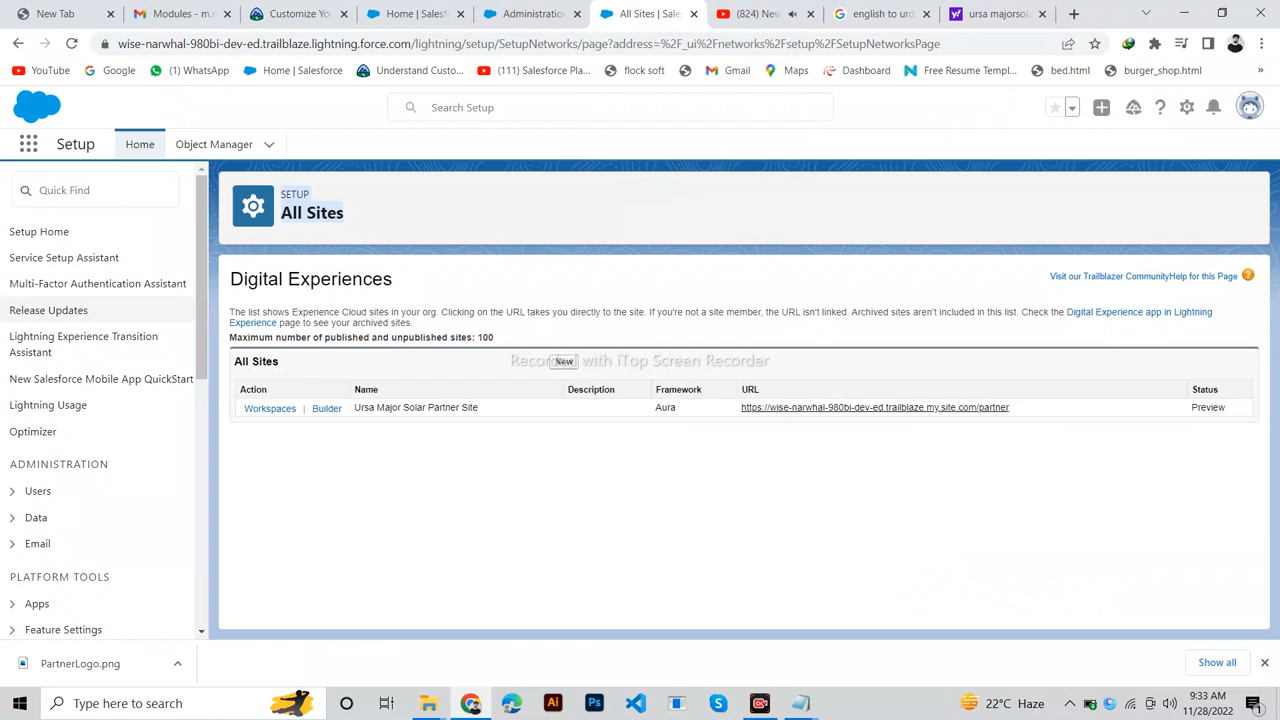 New Tab
Modules - m
Customize Yo
Home | Salesf
Administration
All Sites | Sales
(824) New
english to urd
ursa majorsol
wise-narwhal-980bi-dev-ed.trailblaze.lightning.force.com/lightning/setup/SetupNetworks/page?address=%2F_ui%2Fnetworks%2Fsetup%2FSetupNetworksPage
YouTube
Google
(1) WhatsApp
Home | Salesforce
Understand Custo...
(111) Salesforce Pla...
flock soft
Gmail
Maps
Dashboard
Free Resume Templ...
bed.html
burger_shop.html
»
Search Setup
Setup
Home
Object Manager
Quick Find
Setup Home
Service Setup Assistant
Multi-Factor Authentication Assistant
Release Updates
Lightning Experience Transition
Assistant
New Salesforce Mobile App QuickStart
Lightning Usage
Optimizer
ADMINISTRATION
Users
Data
Email
PLATFORM TOOLS
Apps
Feature Settings
SETUP
All Sites
Digital Experiences
Visit our Trailblazer Community
Help for this Page
The list shows Experience Cloud sites in your org. Clicking on the URL takes you directly to the site. If you're not a site member, the URL isn't linked. Archived sites aren't included in this list. Check the Digital Experience app in Lightning
Experience page to see your archived sites.
Maximum number of published and unpublished sites: 100
All Sites
New
Recorded with iTop Screen Recorder
Action Name Description Framework URL Status
Workspaces | Builder Ursa Major Solar Partner Site Aura https://wise-narwhal-980bi-dev-ed.trailblaze.my.site.com/partner Preview
PartnerLogo.png
Show all
Type here to search
Ai
Ps
22°C Haze
9:33 AM
11/28/2022
1